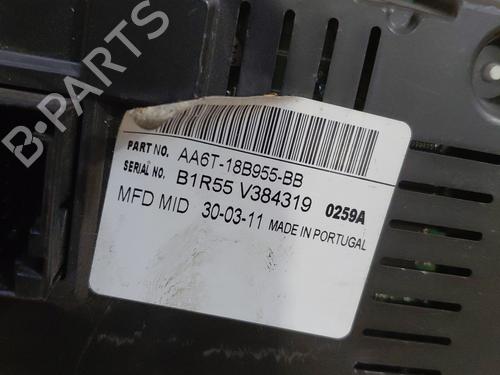 B-PARTS
PART NO. AA6T-18B955-BB
SERIAL NO. B1R55 V384319 0259A
MFD MID 30-03-11 MADE IN PORTUGAL